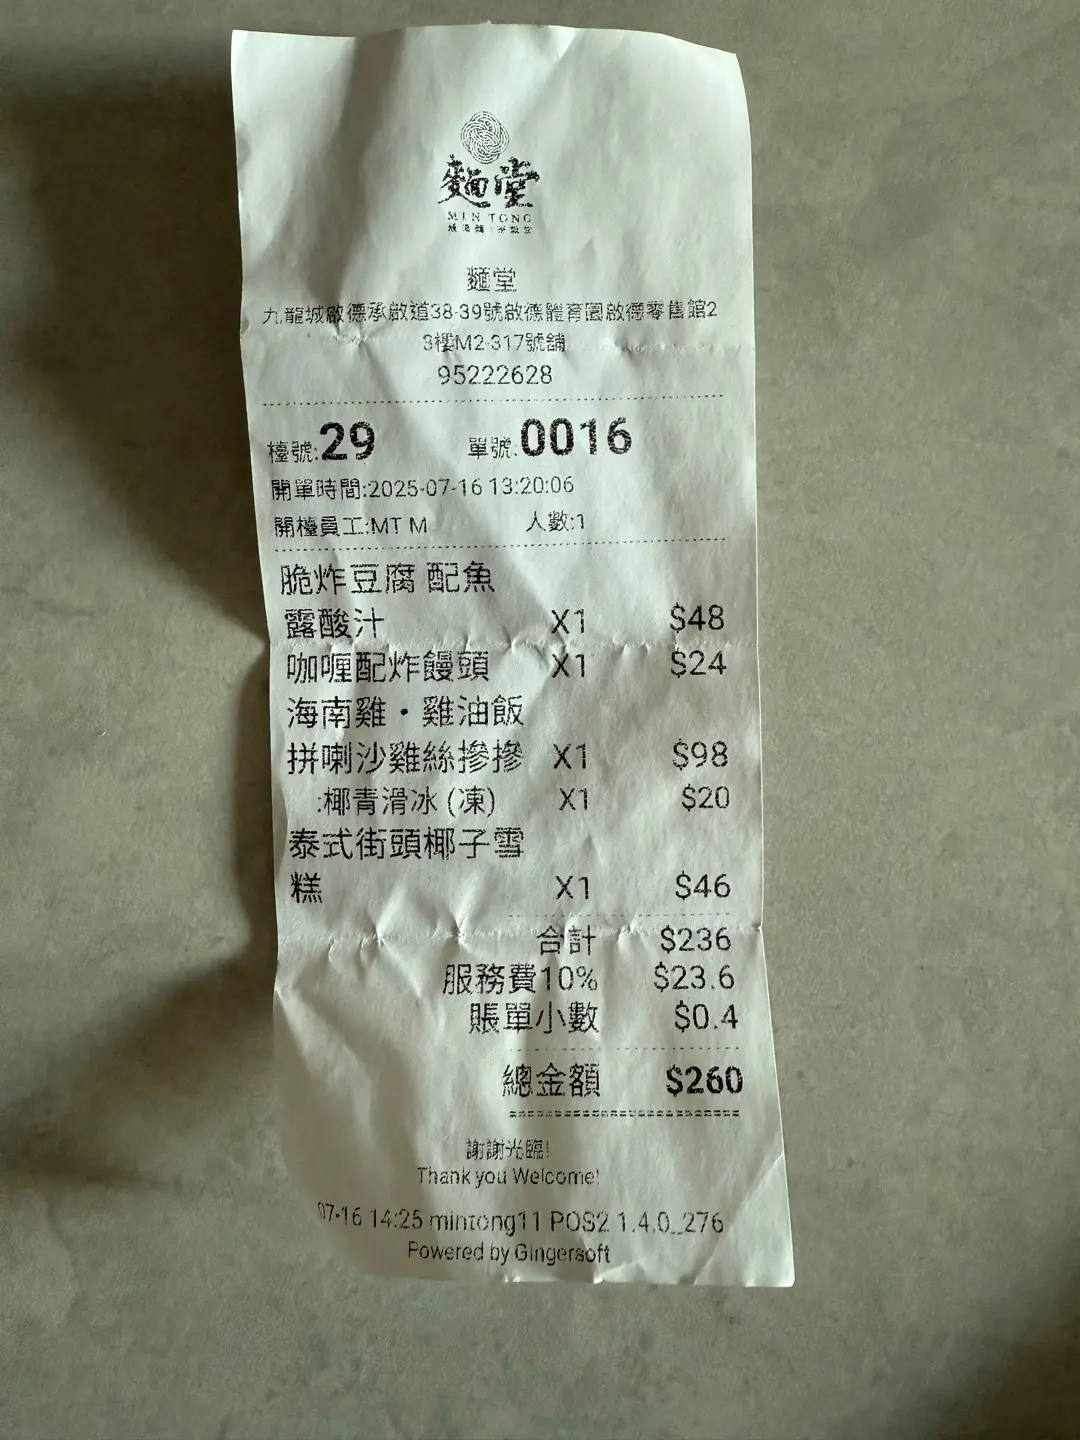 麵堂
MIN TONG
麵堂
九龍城啟德承啟道38-39號啟德體育園啟德零售館2
3樓M2-317號舖
95222628
檯號:29 單號:0016
開單時間:2025-07-16 13:20:06
開檯員工:MT M 人數:1
脆炸豆腐 配魚
露酸汁 X1 $48
咖喱配炸饅頭 X1 $24
海南雞・雞油飯
拼喇沙雞絲摻摻 X1 $98
:椰青滑冰 (凍) X1 $20
泰式街頭椰子雪
糕 X1 $46
合計 $236
服務費10% $23.6
賬單小數 $0.4
總金額 $260
謝謝光臨!
Thank you Welcome!
07-16 14:25 mintong11 POS2 1.4.0_276
Powered by Gingersoft